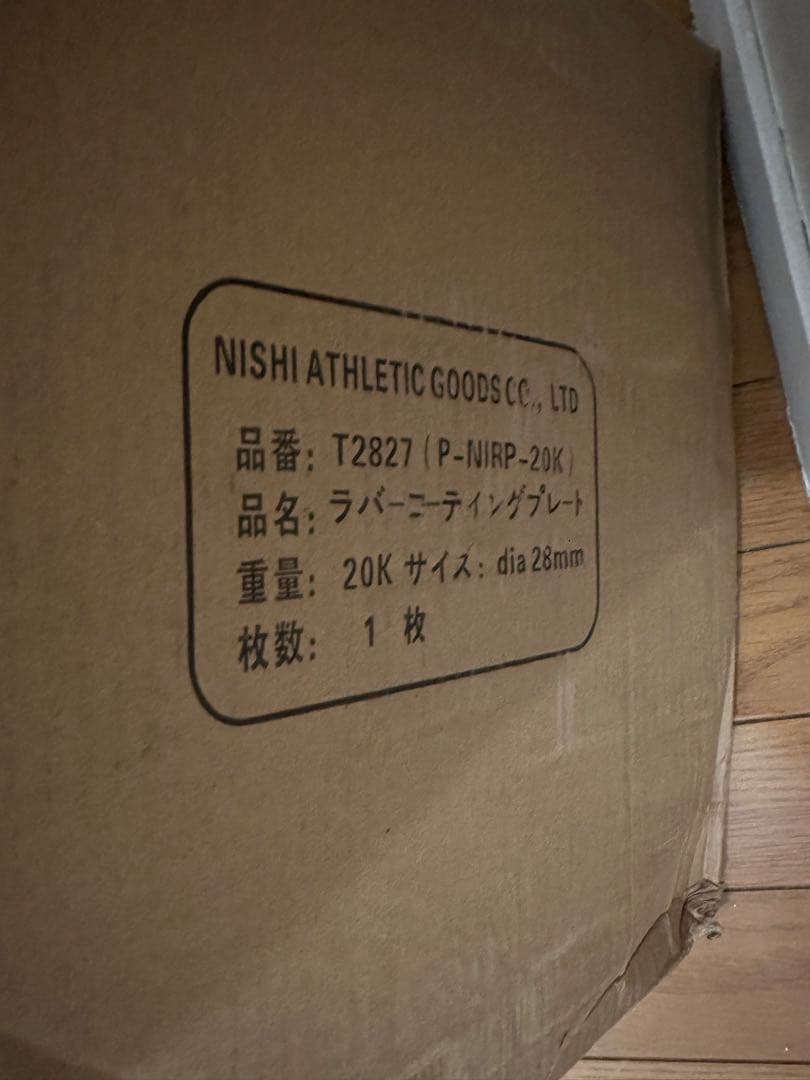 NISHI ATHLETIC GOODS CO., LTD
品番: T2827 (P-NIRP-20K)
品名: ラバーコーティングプレート
重量: 20K サイズ: dia 28mm
枚数: 1 枚